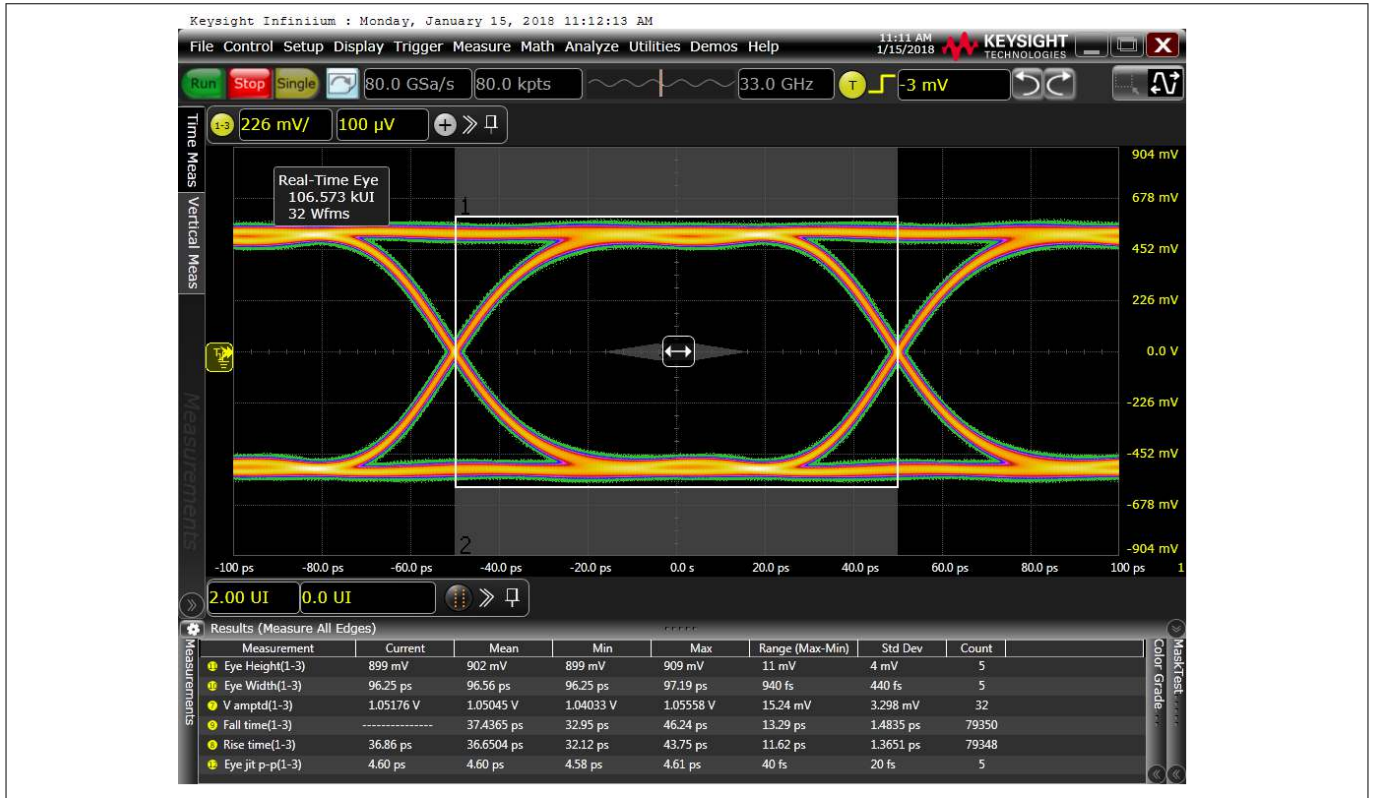 Keysight Infiniium : Monday, January 15, 2018 11:12:13 AM
File Control Setup Display Trigger Measure Math Analyze Utilities Demos Help
11:11 AM
1/15/2018
KEYSIGHT
TECHNOLOGIES
Run Stop Single 80.0 GSa/s 80.0 kpts 33.0 GHz T -3 mV
1-3 226 mV/ 100 µV
Time Meas
Vertical Meas
Measurements
Real-Time Eye
106.573 kUI
32 Wfms
1
2
904 mV
678 mV
452 mV
226 mV
0.0 V
-226 mV
-452 mV
-678 mV
-904 mV
-100 ps -80.0 ps -60.0 ps -40.0 ps -20.0 ps 0.0 s 20.0 ps 40.0 ps 60.0 ps 80.0 ps 100 ps 1
2.00 UI 0.0 UI
Results (Measure All Edges)
Measurements
Measurement Current Mean Min Max Range (Max-Min) Std Dev Count
Eye Height(1-3) 899 mV 902 mV 899 mV 909 mV 11 mV 4 mV 5
Eye Width(1-3) 96.25 ps 96.56 ps 96.25 ps 97.19 ps 940 fs 440 fs 5
V amptd(1-3) 1.05176 V 1.05045 V 1.04033 V 1.05558 V 15.24 mV 3.298 mV 32
Fall time(1-3) --------------- 37.4365 ps 32.95 ps 46.24 ps 13.29 ps 1.4835 ps 79350
Rise time(1-3) 36.86 ps 36.6504 ps 32.12 ps 43.75 ps 11.62 ps 1.3651 ps 79348
Eye jit p-p(1-3) 4.60 ps 4.60 ps 4.58 ps 4.61 ps 40 fs 20 fs 5
Color Grade ...
MaskTest ...